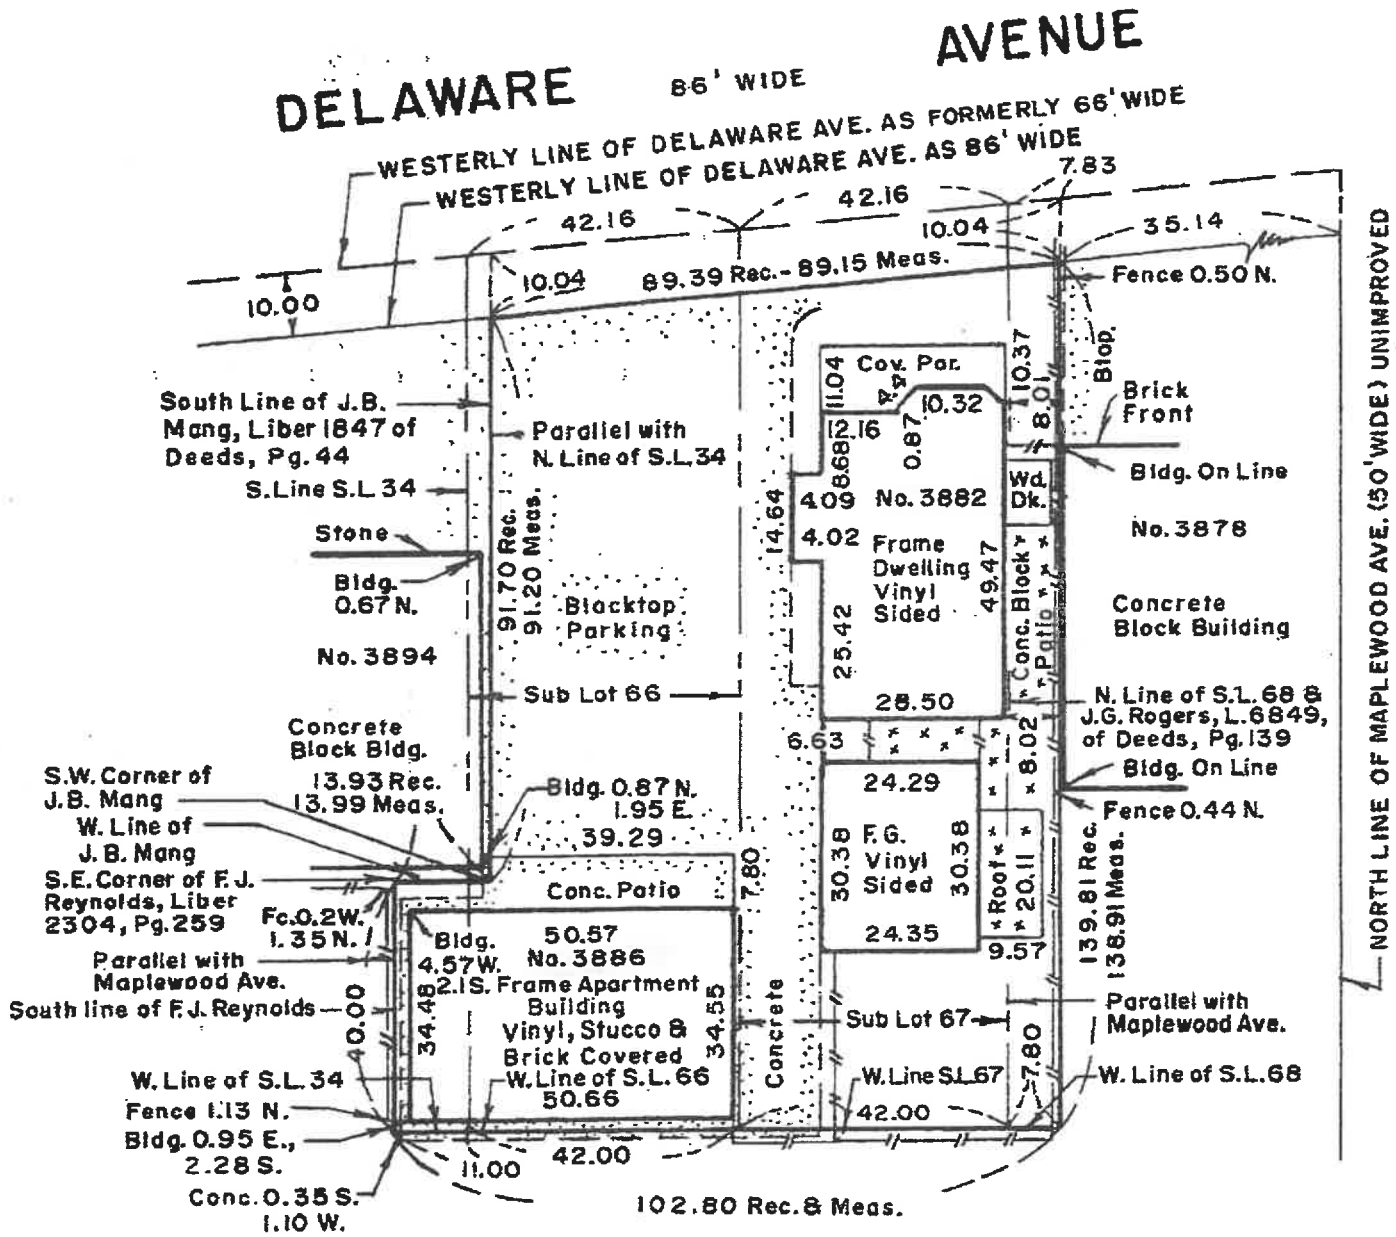 DELAWARE
86' WIDE
AVENUE
WESTERLY LINE OF DELAWARE AVE. AS FORMERLY 66' WIDE
WESTERLY LINE OF DELAWARE AVE. AS 86' WIDE
7.83
42.16
42.16
10.04
35.14
10.00
10.04
89.39 Rec.- 89.15 Meas.
Fence 0.50 N.
NORTH LINE OF MAPLEWOOD AVE. (50' WIDE) UNIMPROVED
South Line of J.B.
Mang, Liber 1847 of
Deeds, Pg. 44
S.Line S.L 34
Parallel with
N. Line of S.L.34
11.04
Cov. Por.
10.37
8.01
Blap.
Brick
Front
10.32
12.16
8.68
0.87
4.09
4.02
14.64
No. 3882
Frame
Dwelling
Vinyl
Sided
49.47
25.42
28.50
Wd.
Dk.
Conc. Block
Patio
Bldg. On Line
No. 3878
Concrete
Block Building
Stone
Bldg.
0.67 N.
91.70 Rec.
91.20 Meas.
Blacktop
Parking
No. 3894
Sub Lot 66
N. Line of S.L. 68 &
J.G. Rogers, L.6849,
of Deeds, Pg. 139
Concrete
Block Bldg.
13.93 Rec.
13.99 Meas.
S.W. Corner of
J.B. Mang
W. Line of
J. B. Mang
S.E. Corner of F.J.
Reynolds, Liber
2304, Pg. 259
Bldg. 0.87 N.
1.95 E.
39.29
6.63
8.02
Bldg. On Line
Fence 0.44 N.
24.29
30.38
F.G.
Vinyl
Sided
30.38
24.35
Roof
20.11
9.57
139.81 Rec.
138.91 Meas.
Conc. Patio
7.80
Fc. 0.2 W.
1.35 N.
Parallel with
Maplewood Ave.
South line of F.J. Reynolds
40.00
Bldg.
4.57 W.
2.1 S.
50.57
No. 3886
Frame Apartment
Building
Vinyl, Stucco &
Brick Covered
34.48
34.55
Concrete
Sub Lot 67
Parallel with
Maplewood Ave.
W. Line of S.L. 34
W. Line of S.L. 66
50.66
W. Line S.L.67
7.80
W. Line of S.L.68
Fence 1.13 N.
Bldg. 0.95 E.,
2.28 S.
Conc. 0.35 S.
1.10 W.
11.00
42.00
42.00
102.80 Rec. & Meas.